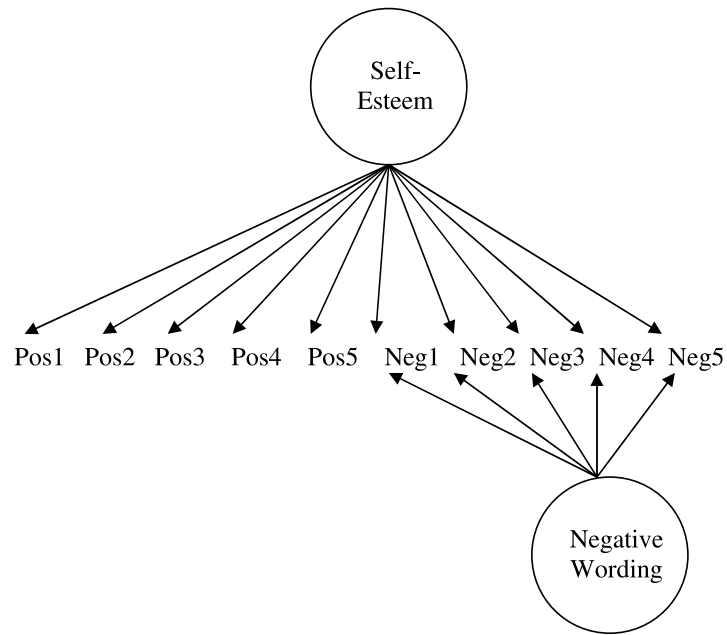 Self-
Esteem
Pos1 Pos2 Pos3 Pos4 Pos5 Neg1 Neg2 Neg3 Neg4 Neg5
Negative
Wording